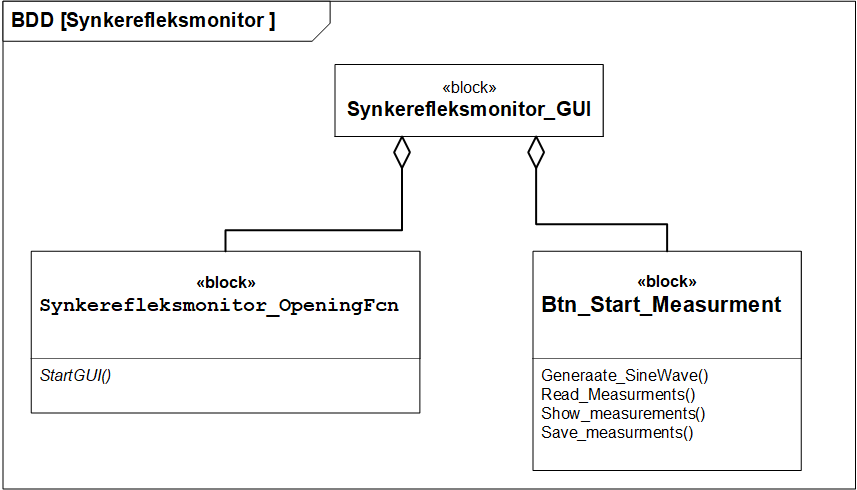 BDD [Synkerefleksmonitor ]
«block»
Synkerefleksmonitor_GUI
«block»
Synkerefleksmonitor_OpeningFcn
StartGUI()
«block»
Btn_Start_Measurment
Generaate_SineWave()
Read_Measurments()
Show_measurements()
Save_measurments()